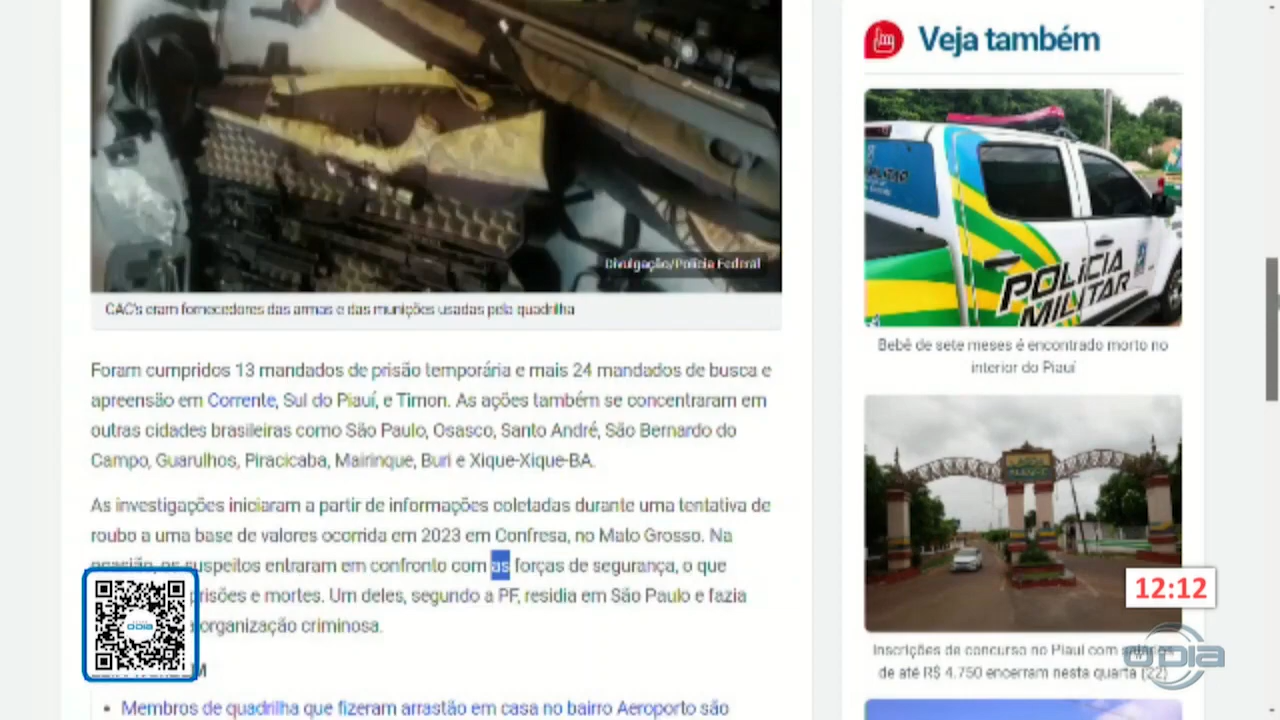 Divulgação/Polícia Federal
CAC's eram fornecedores das armas e das munições usadas pela quadrilha
Foram cumpridos 13 mandados de prisão temporária e mais 24 mandados de busca e
apreensão em Corrente, Sul do Piauí, e Timon. As ações também se concentraram em
outras cidades brasileiras como São Paulo, Osasco, Santo André, São Bernardo do
Campo, Guarulhos, Piracicaba, Mairinque, Buri e Xique-Xique-BA.
As investigações iniciaram a partir de informações coletadas durante uma tentativa de
roubo a uma base de valores ocorrida em 2023 em Confresa, no Mato Grosso. Na
suspeitos entraram em confronto com as forças de segurança, o que
prisões e mortes. Um deles, segundo a PF, residia em São Paulo e fazia
organização criminosa.
Membros de quadrilha que fizeram arrastão em casa no bairro Aeroporto são
O DIA
Veja também
POLÍCIA
MILITAR
Bebê de sete meses é encontrado morto no
interior do Piauí
12:12
Inscrições de concurso no Piauí com salários
de até R$ 4.750 encerram nesta quarta (22)
O DIA